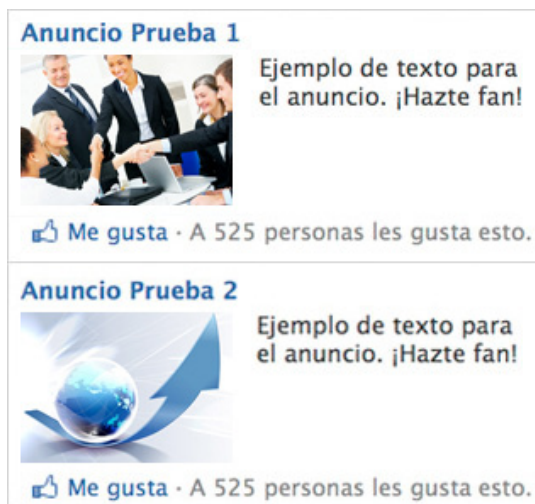 Anuncio Prueba 1
Ejemplo de texto para
el anuncio. ¡Hazte fan!
Me gusta · A 525 personas les gusta esto.
Anuncio Prueba 2
Ejemplo de texto para
el anuncio. ¡Hazte fan!
Me gusta · A 525 personas les gusta esto.